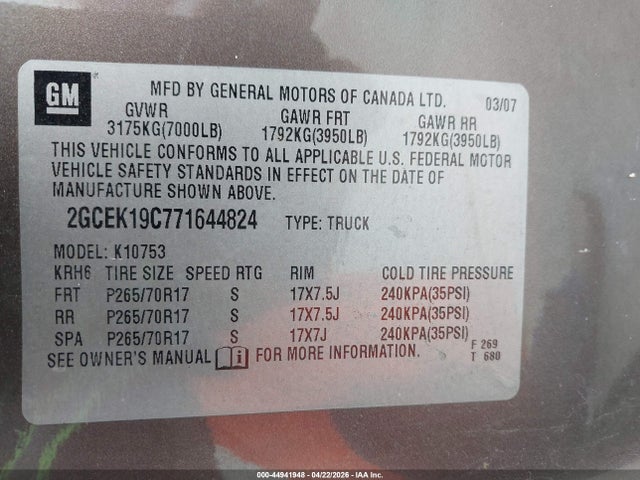 GM
MFD BY GENERAL MOTORS OF CANADA LTD. 03/07
GVWR GAWR FRT GAWR RR
3175KG(7000LB) 1792KG(3950LB) 1792KG(3950LB)
THIS VEHICLE CONFORMS TO ALL APPLICABLE U.S. FEDERAL MOTOR
VEHICLE SAFETY STANDARDS IN EFFECT ON THE DATE OF
MANUFACTURE SHOWN ABOVE.
2GCEK19C771644824 TYPE: TRUCK
MODEL: K10753
KRH6 TIRE SIZE SPEED RTG RIM COLD TIRE PRESSURE
FRT P265/70R17 S 17X7.5J 240KPA(35PSI)
RR P265/70R17 S 17X7.5J 240KPA(35PSI)
SPA P265/70R17 S 17X7J 240KPA(35PSI)
SEE OWNER'S MANUAL i FOR MORE INFORMATION.
F 269
T 680
000-44941948 - 04/22/2026 - IAA Inc.